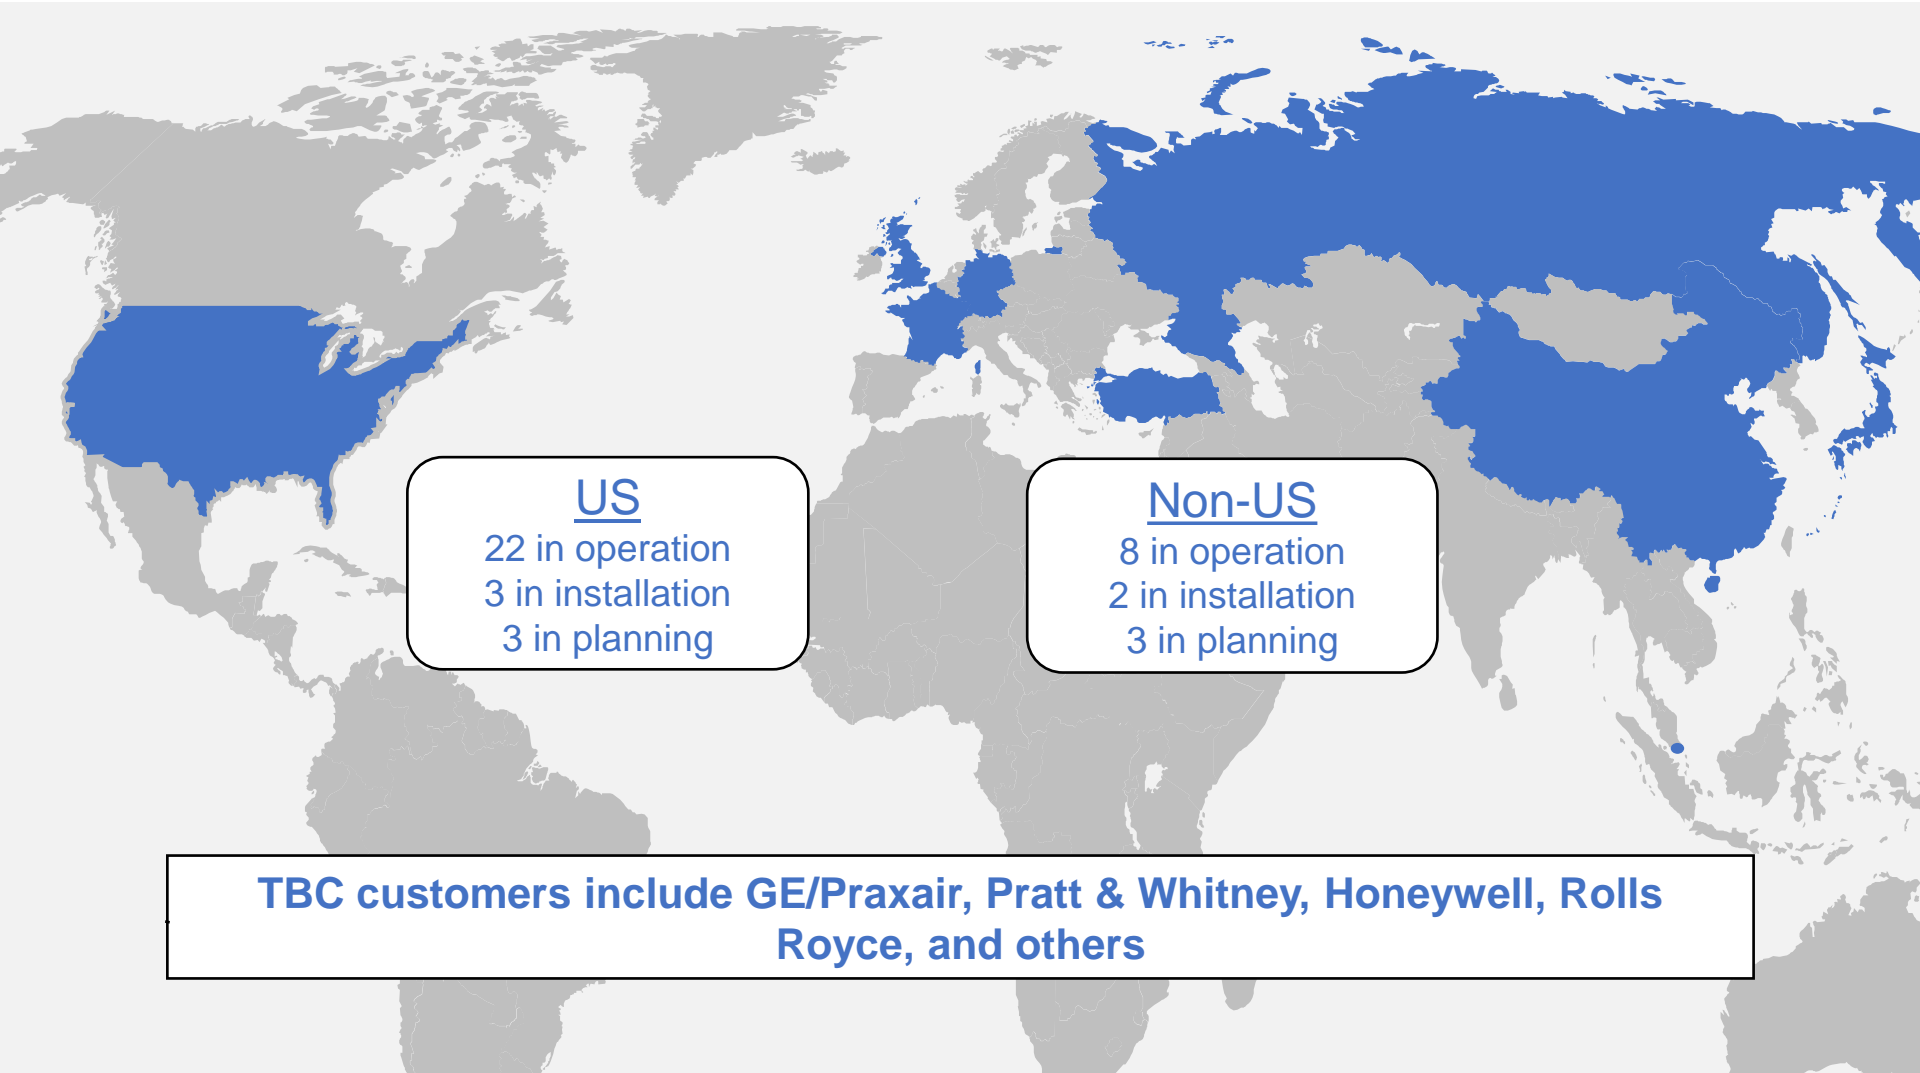 US
22 in operation
3 in installation
3 in planning
Non-US
8 in operation
2 in installation
3 in planning
TBC customers include GE/Praxair, Pratt & Whitney, Honeywell, Rolls
Royce, and others